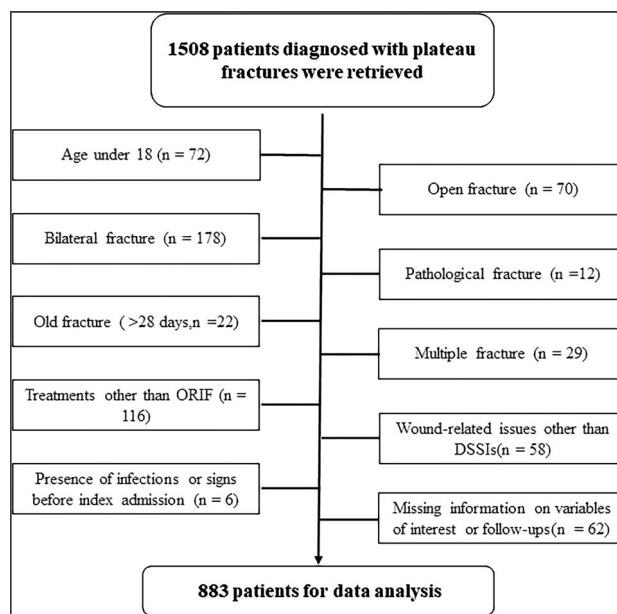 1508 patients diagnosed with plateau
fractures were retrieved
Age under 18 (n = 72)
Open fracture (n = 70)
Bilateral fracture (n = 178)
Pathological fracture (n =12)
Old fracture ( >28 days,n =22)
Multiple fracture (n = 29)
Treatments other than ORIF (n =
116)
Wound-related issues other than
DSSIs(n = 58)
Presence of infections or signs
before index admission (n = 6)
Missing information on variables
of interest or follow-ups(n = 62)
883 patients for data analysis